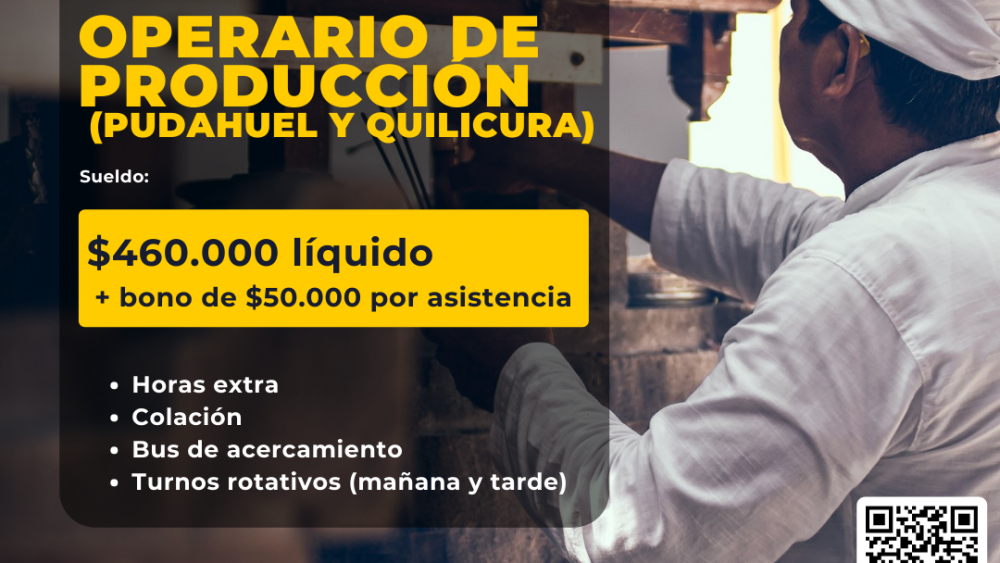 OPERARIO DE
PRODUCCIÓN
(PUDAHUEL Y QUILICURA)
Sueldo:
$460.000 líquido
+ bono de $50.000 por asistencia
• Horas extra
• Colación
• Bus de acercamiento
• Turnos rotativos (mañana y tarde)